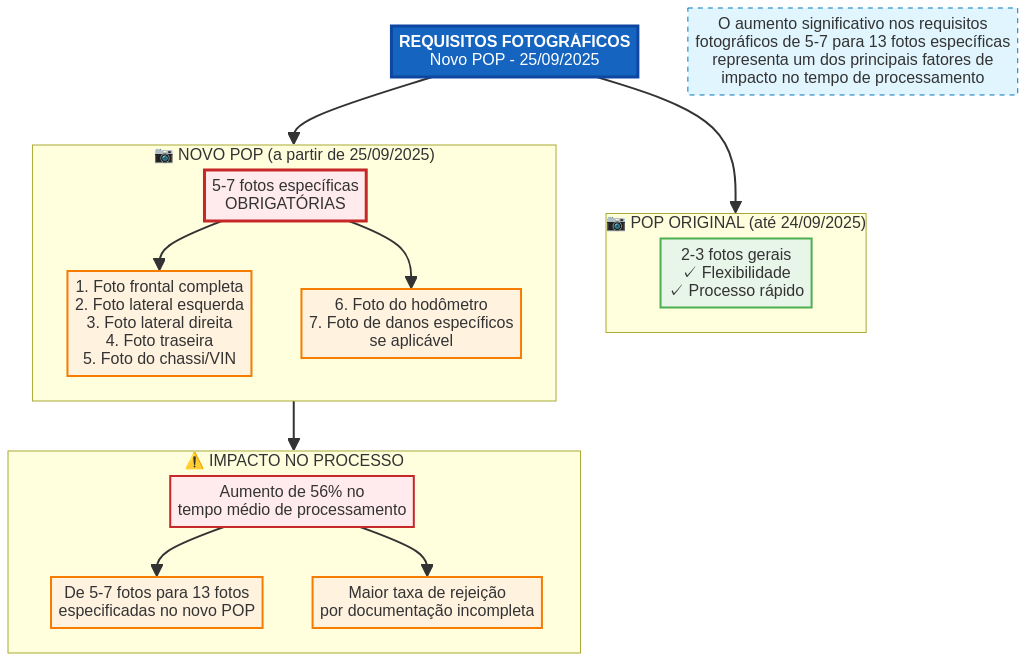 REQUISITOS FOTOGRÁFICOS
Novo POP - 25/09/2025
O aumento significativo nos requisitos
fotográficos de 5-7 para 13 fotos específicas
representa um dos principais fatores de
impacto no tempo de processamento
📷 NOVO POP (a partir de 25/09/2025)
5-7 fotos específicas
OBRIGATÓRIAS
1. Foto frontal completa
2. Foto lateral esquerda
3. Foto lateral direita
4. Foto traseira
5. Foto do chassi/VIN
6. Foto do hodômetro
7. Foto de danos específicos
se aplicável
📷 POP ORIGINAL (até 24/09/2025)
2-3 fotos gerais
✓ Flexibilidade
✓ Processo rápido
⚠️ IMPACTO NO PROCESSO
Aumento de 56% no
tempo médio de processamento
De 5-7 fotos para 13 fotos
especificadas no novo POP
Maior taxa de rejeição
por documentação incompleta